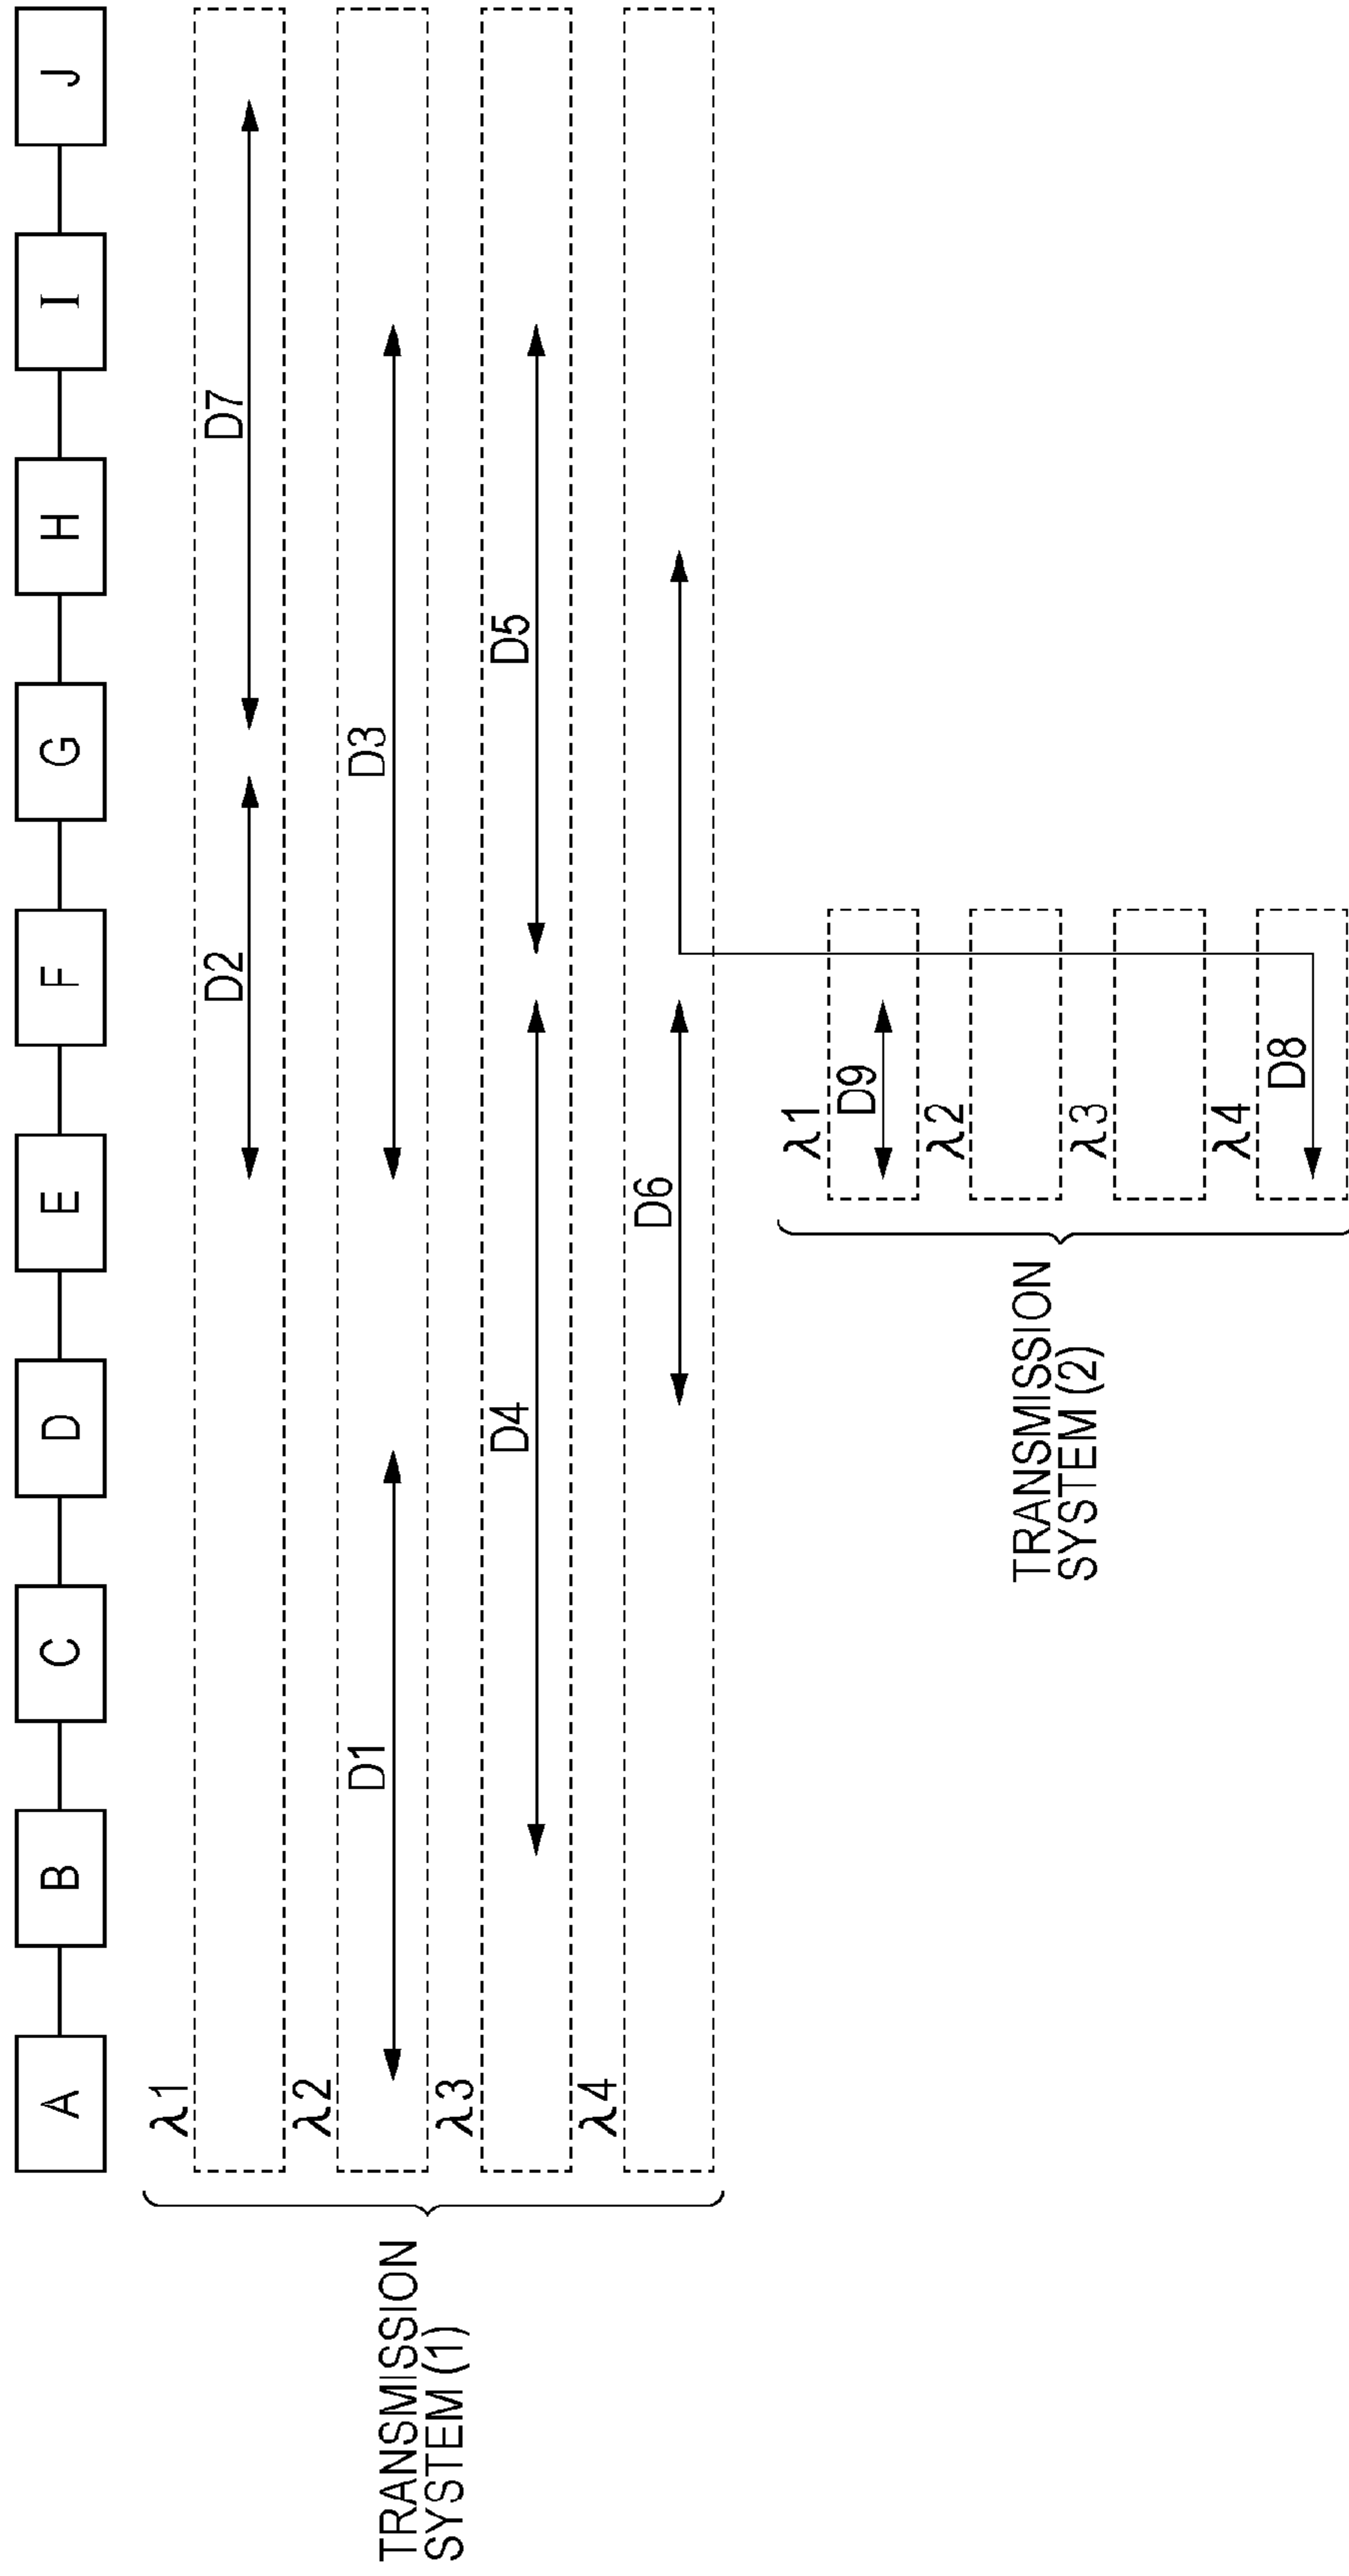 A B C D E F G H I J
λ1
D2
D7
λ2
D1
D3
λ3
D4
D5
λ4
D6
TRANSMISSION
SYSTEM (1)
λ1
D9
λ2
λ3
λ4
D8
TRANSMISSION
SYSTEM (2)